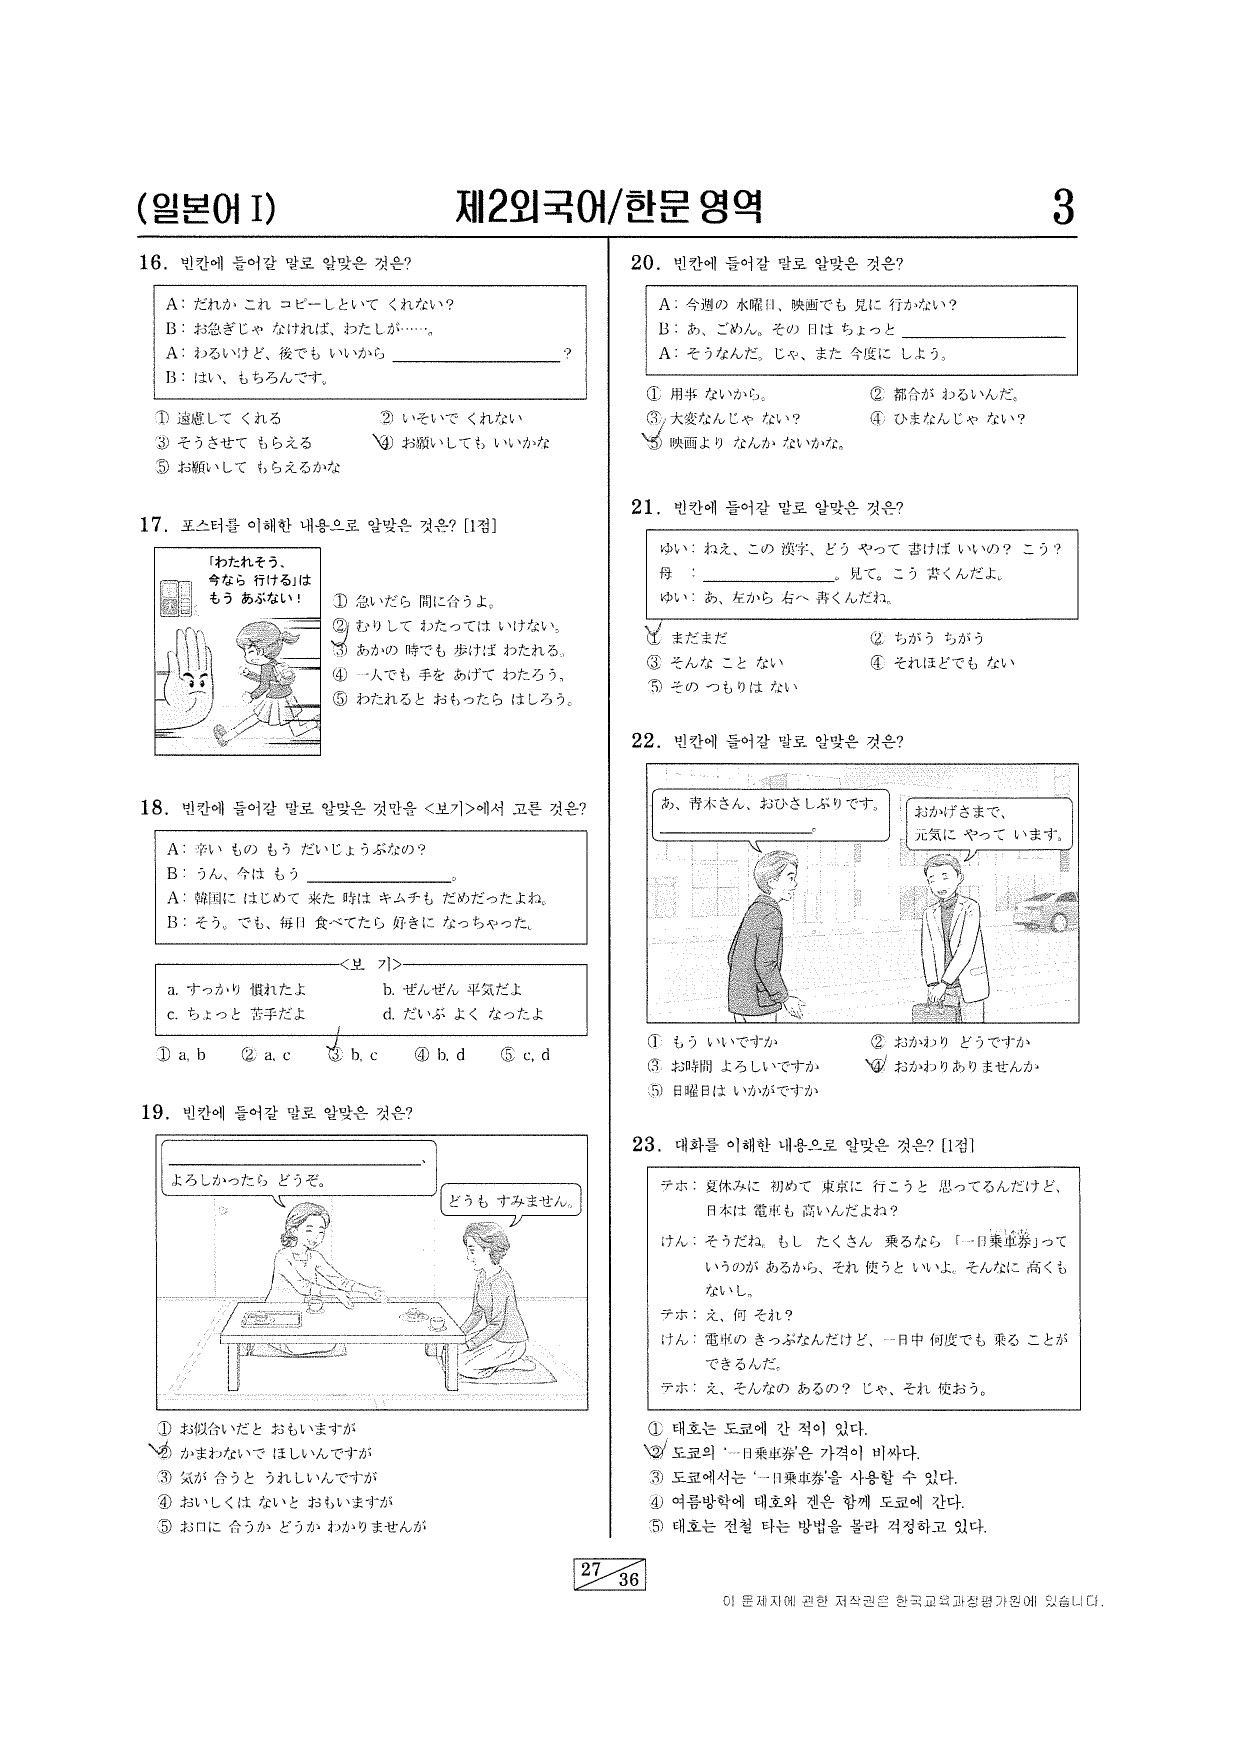 (일본어 I)
제2외국어/한문 영역
3
16. 빈칸에 들어갈 말로 알맞은 것은?
A: だれか これ コピーしといて くれない?
B: お急ぎじゃ なければ、わたしが……。
A: わるいけど、後でも いいから ____________________ ?
B: はい、もちろんです。
① 遠慮して くれる
② いそいで くれない
③ そうさせて もらえる
④ お願いしても いいかな
⑤ お願いして もらえるかな
17. 포스터를 이해한 내용으로 알맞은 것은? [1점]
「わたれそう、
今なら 行ける」は
もう あぶない!
① 急いだら 間に合うよ。
② むりして わたっては いけない。
③ あかの 時でも 歩けば わたれる。
④ 一人でも 手を あげて わたろう。
⑤ わたれると おもったら はしろう。
18. 빈칸에 들어갈 말로 알맞은 것만을 <보기>에서 고른 것은?
A: 辛い もの もう だいじょうぶなの?
B: うん、今は もう ____________________。
A: 韓国に はじめて 来た 時は キムチも だめだったよね。
B: そう。でも、毎日 食べてたら 好きに なっちゃった。
<보 기>
a. すっかり 慣れたよ
b. ぜんぜん 平気だよ
c. ちょっと 苦手だよ
d. だいぶ よく なったよ
① a, b ② a, c ③ b, c ④ b, d ⑤ c, d
19. 빈칸에 들어갈 말로 알맞은 것은?
____________________、
よろしかったら どうぞ。
どうも すみません。
① お似合いだと おもいますが
② かまわないで ほしいんですが
③ 気が 合うと うれしいんですが
④ おいしくは ないと おもいますが
⑤ お口に 合うか どうか わかりませんが
20. 빈칸에 들어갈 말로 알맞은 것은?
A: 今週の 水曜日、映画でも 見に 行かない?
B: あ、ごめん。その 日は ちょっと ____________________
A: そうなんだ。じゃ、また 今度に しよう。
① 用事 ないから。
② 都合が わるいんだ。
③ 大変なんじゃ ない?
④ ひまなんじゃ ない?
⑤ 映画より なんか ないかな。
21. 빈칸에 들어갈 말로 알맞은 것은?
ゆい: ねえ、この 漢字、どう やって 書けば いいの? こう?
母 : ____________________。見て。こう 書くんだよ。
ゆい: あ、左から 右へ 書くんだね。
① まだまだ
② ちがう ちがう
③ そんな こと ない
④ それほどでも ない
⑤ その つもりは ない
22. 빈칸에 들어갈 말로 알맞은 것은?
あ、青木さん、おひさしぶりです。
____________________。
おかげさまで、
元気に やって います。
① もう いいですか
② おかわり どうですか
③ お時間 よろしいですか
④ おかわりありませんか
⑤ 日曜日は いかがですか
23. 대화를 이해한 내용으로 알맞은 것은? [1점]
テホ: 夏休みに 初めて 東京に 行こうと 思ってるんだけど、
日本は 電車も 高いんだよね?
けん: そうだね。もし たくさん 乗るなら 「一日乗車券」って
いうのが あるから、それ 使うと いいよ。そんなに 高くも
ないし。
テホ: え、何 それ?
けん: 電車の きっぷなんだけど、一日中 何度でも 乗る ことが
できるんだ。
テホ: え、そんなの あるの? じゃ、それ 使おう。
① 태호는 도쿄에 간 적이 있다.
② 도쿄의 '一日乗車券'은 가격이 비싸다.
③ 도쿄에서는 '一日乗車券'을 사용할 수 있다.
④ 여름방학에 태호와 겐은 함께 도쿄에 간다.
⑤ 태호는 전철 타는 방법을 몰라 걱정하고 있다.
27
36
이 문제지에 관한 저작권은 한국교육과정평가원에 있습니다.